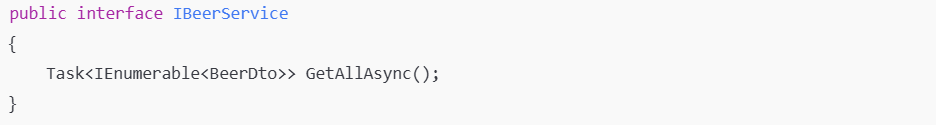 public interface IBeerService
{
    Task<IEnumerable<BeerDto>> GetAllAsync();
}